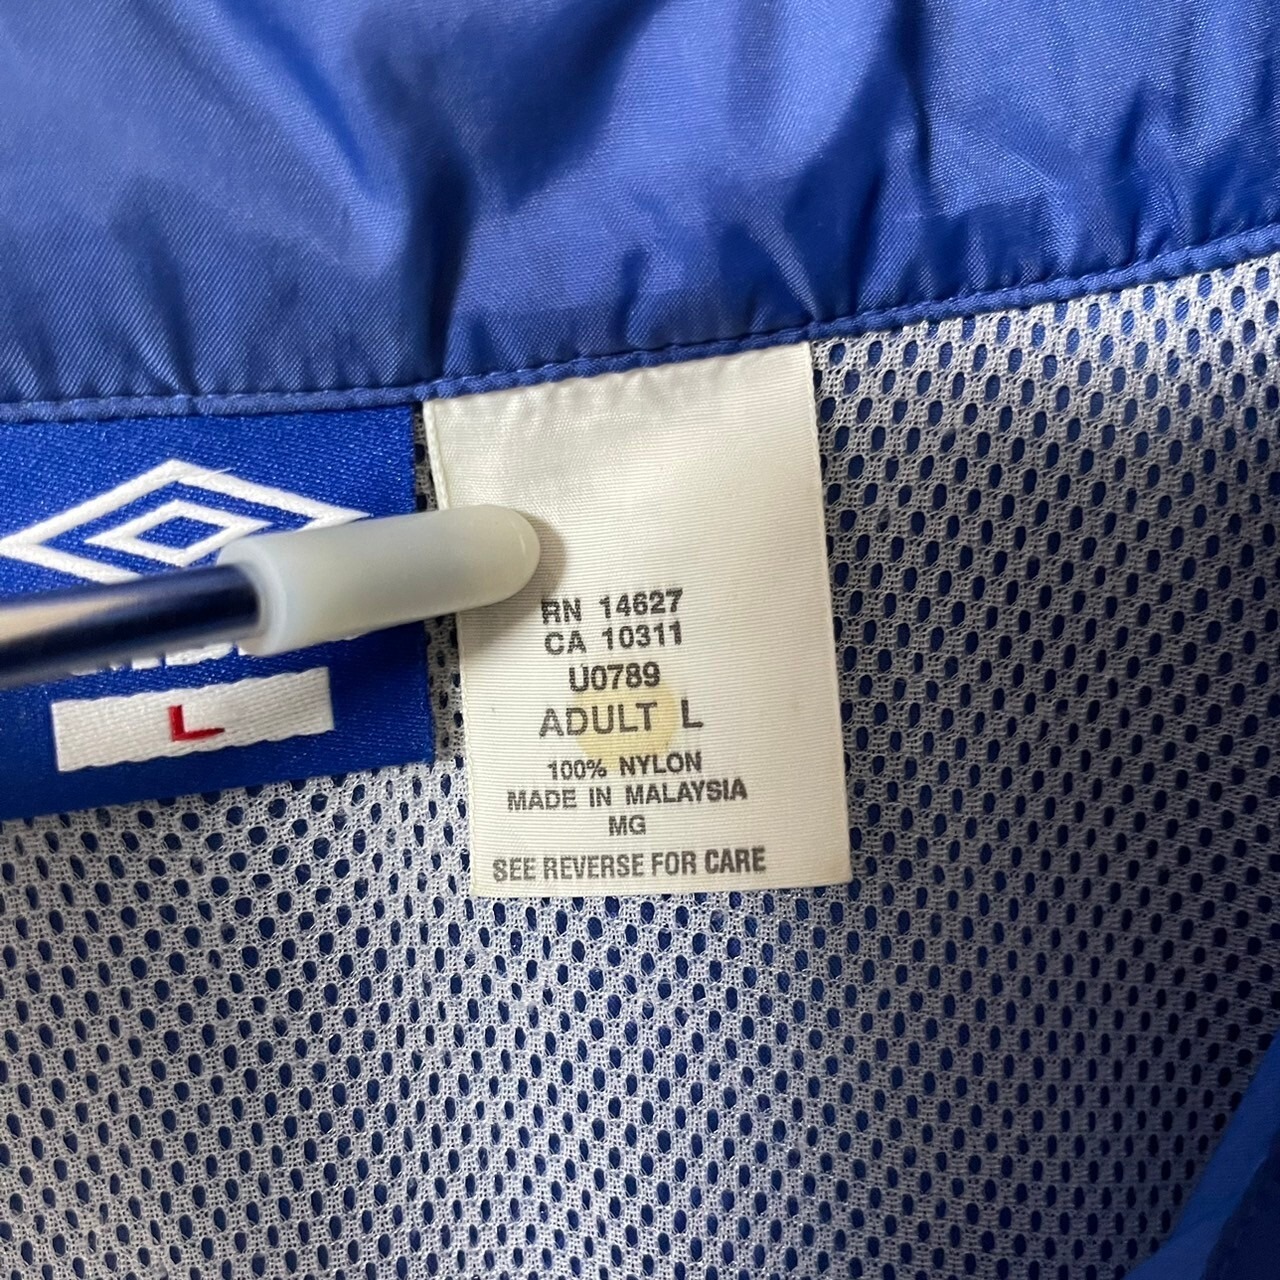 L
RN 14627
CA 10311
U0789
ADULT L
100% NYLON
MADE IN MALAYSIA
MG
SEE REVERSE FOR CARE